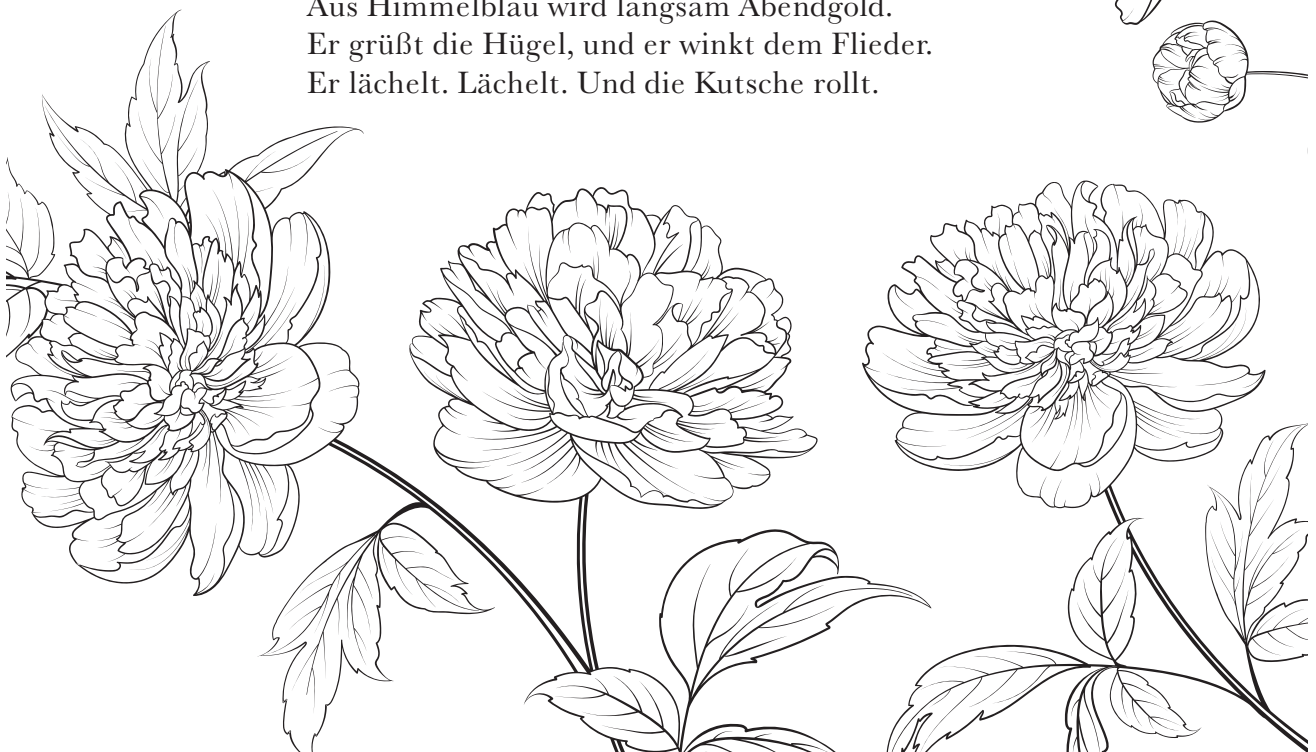 Aus Himmelblau wird langsam Abendgold.
Er grüßt die Hügel, und er winkt dem Flieder.
Er lächelt. Lächelt. Und die Kutsche rollt.